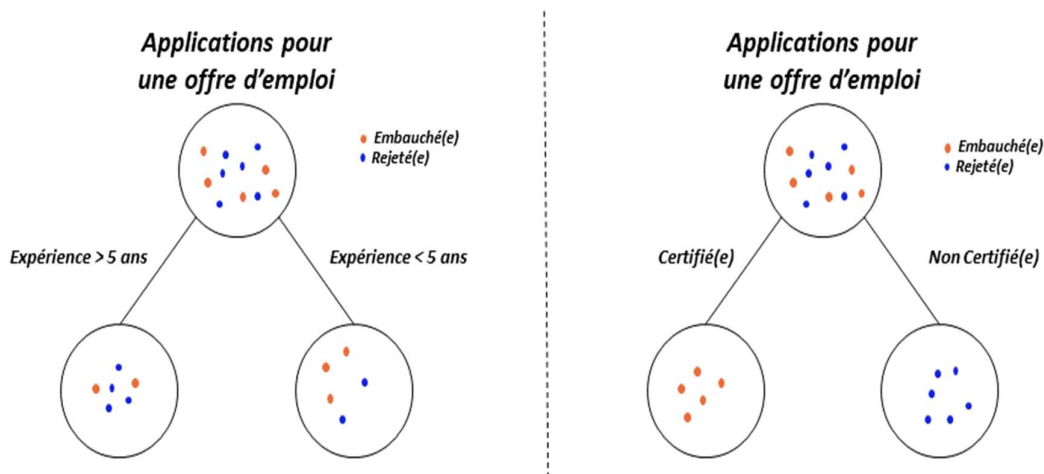 Applications pour
une offre d'emploi
Embauché(e)
Rejeté(e)
Expérience > 5 ans
Expérience < 5 ans
Applications pour
une offre d'emploi
Embauché(e)
Rejeté(e)
Certifié(e)
Non Certifié(e)